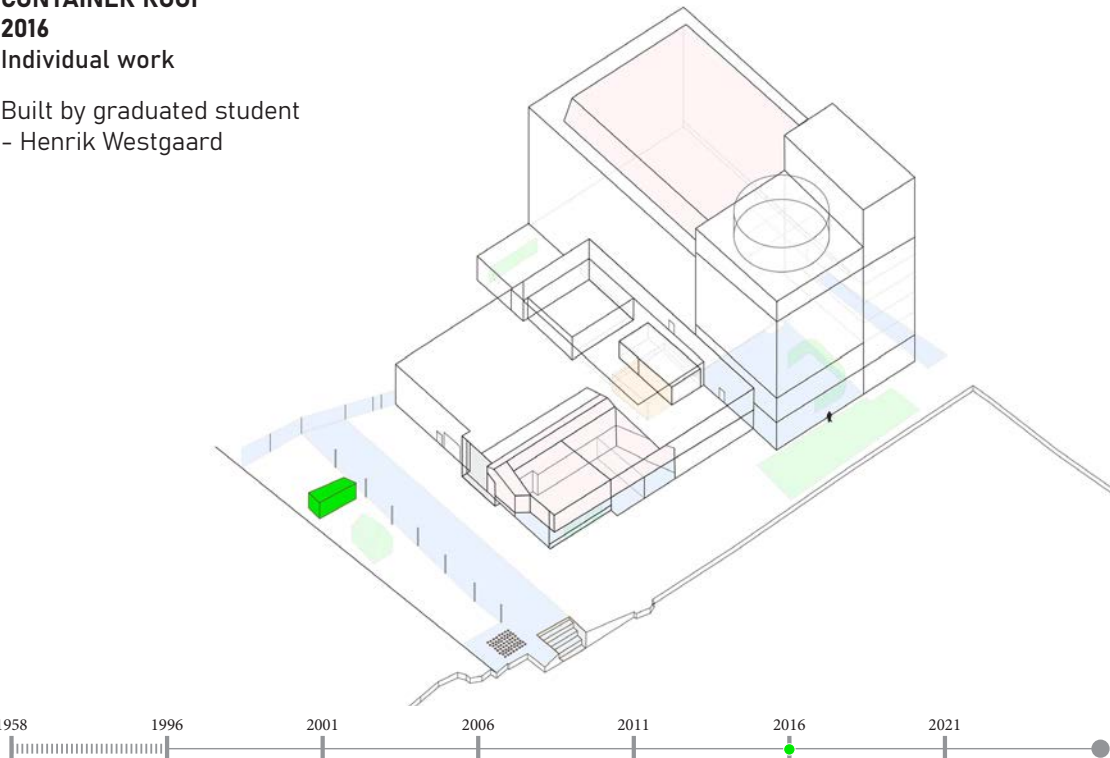 CONTAINER ROOF
2016
Individual work
Built by graduated student
- Henrik Westgaard
1958 1996 2001 2006 2011 2016 2021